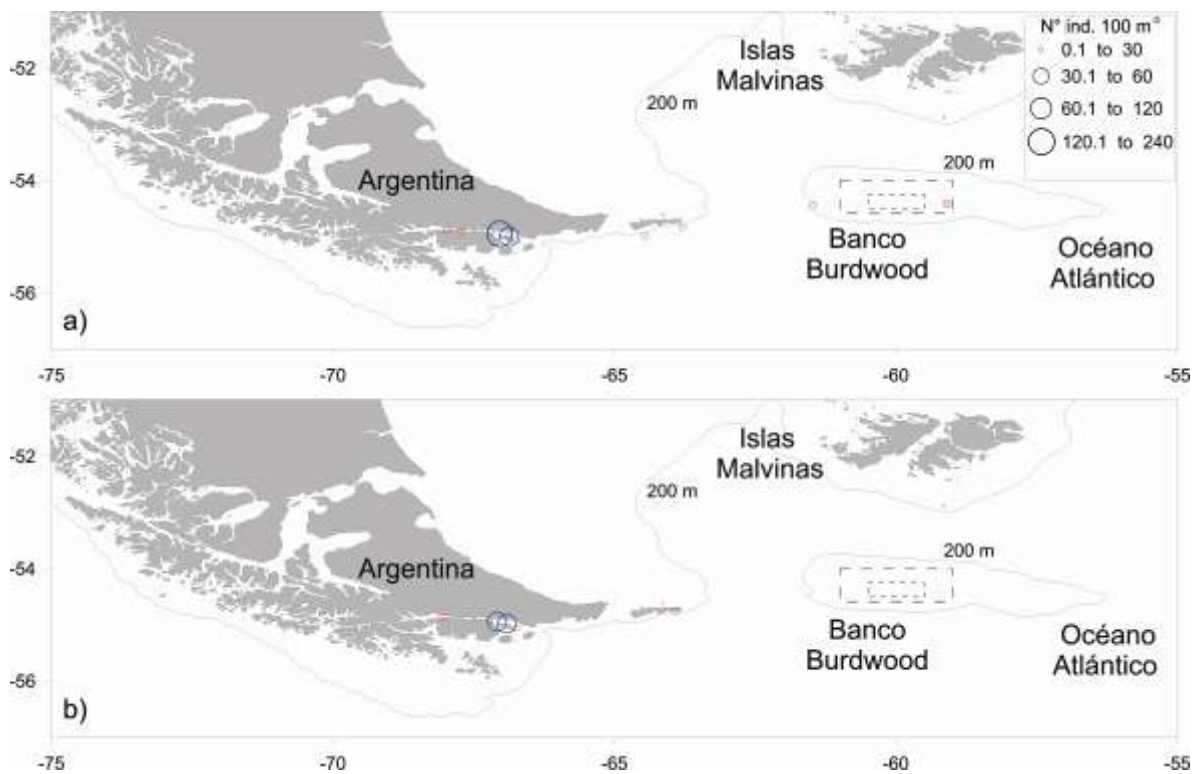 Islas
Malvinas
N° ind. 100 m⁻³
0.1 to 30
30.1 to 60
60.1 to 120
120.1 to 240
-52
200 m
-54
Argentina
200 m
Banco
Burdwood
Océano
Atlántico
-56
a)
-75
-70
-65
-60
-55
Islas
Malvinas
-52
200 m
200 m
-54
Argentina
Banco
Burdwood
Océano
Atlántico
-56
b)
-75
-70
-65
-60
-55